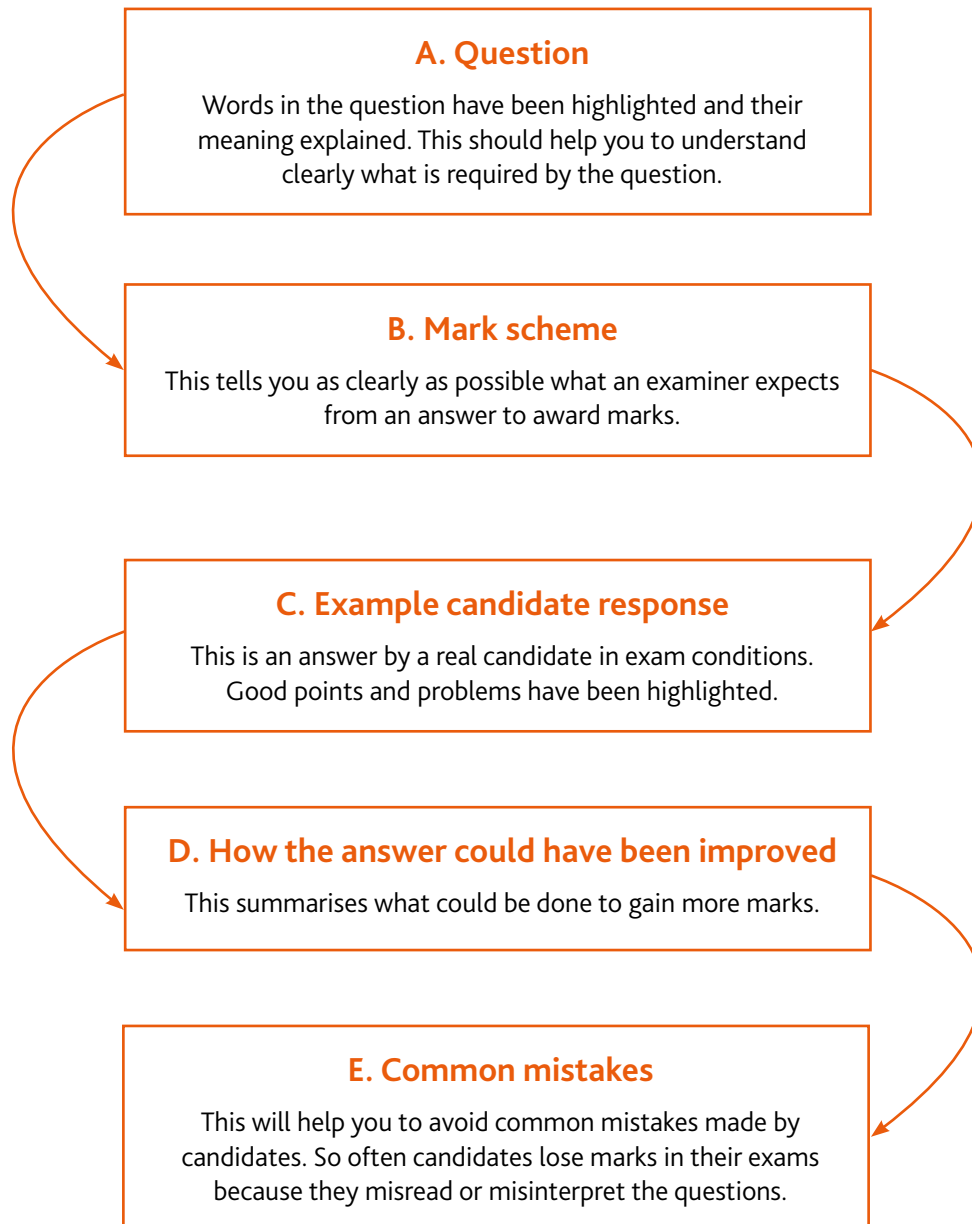 A. Question
Words in the question have been highlighted and their
meaning explained. This should help you to understand
clearly what is required by the question.
B. Mark scheme
This tells you as clearly as possible what an examiner expects
from an answer to award marks.
C. Example candidate response
This is an answer by a real candidate in exam conditions.
Good points and problems have been highlighted.
D. How the answer could have been improved
This summarises what could be done to gain more marks.
E. Common mistakes
This will help you to avoid common mistakes made by
candidates. So often candidates lose marks in their exams
because they misread or misinterpret the questions.